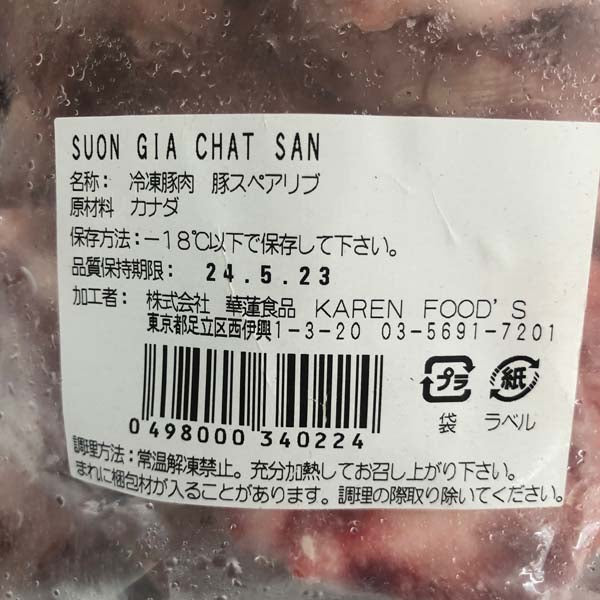 SUON GIA CHAT SAN
名称： 冷凍豚肉 豚スペアリブ
原材料 カナダ
保存方法：－18℃以下で保存して下さい。
品質保持期限： 24.5.23
加工者： 株式会社 華蓮食品 KAREN FOOD'S
東京都足立区西伊興1-3-20 03-5691-7201
プラ 紙
袋 ラベル
0498000 340224
調理方法：常温解凍禁止。充分加熱してお召し上がり下さい。
まれに梱包材が入ることがあります。調理の際取り除いてください。